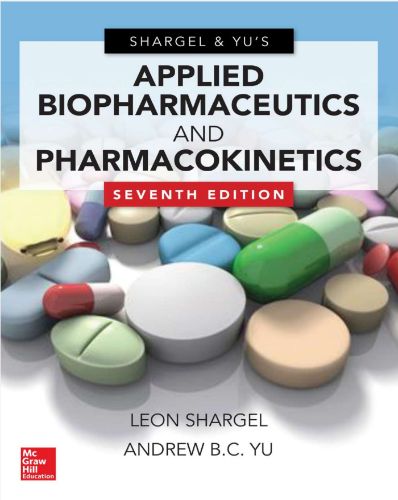 SHARGEL & YU'S
APPLIED
BIOPHARMACEUTICS
AND
PHARMACOKINETICS
SEVENTH EDITION
LEON SHARGEL
ANDREW B.C. YU
Mc
Graw
Hill
Education